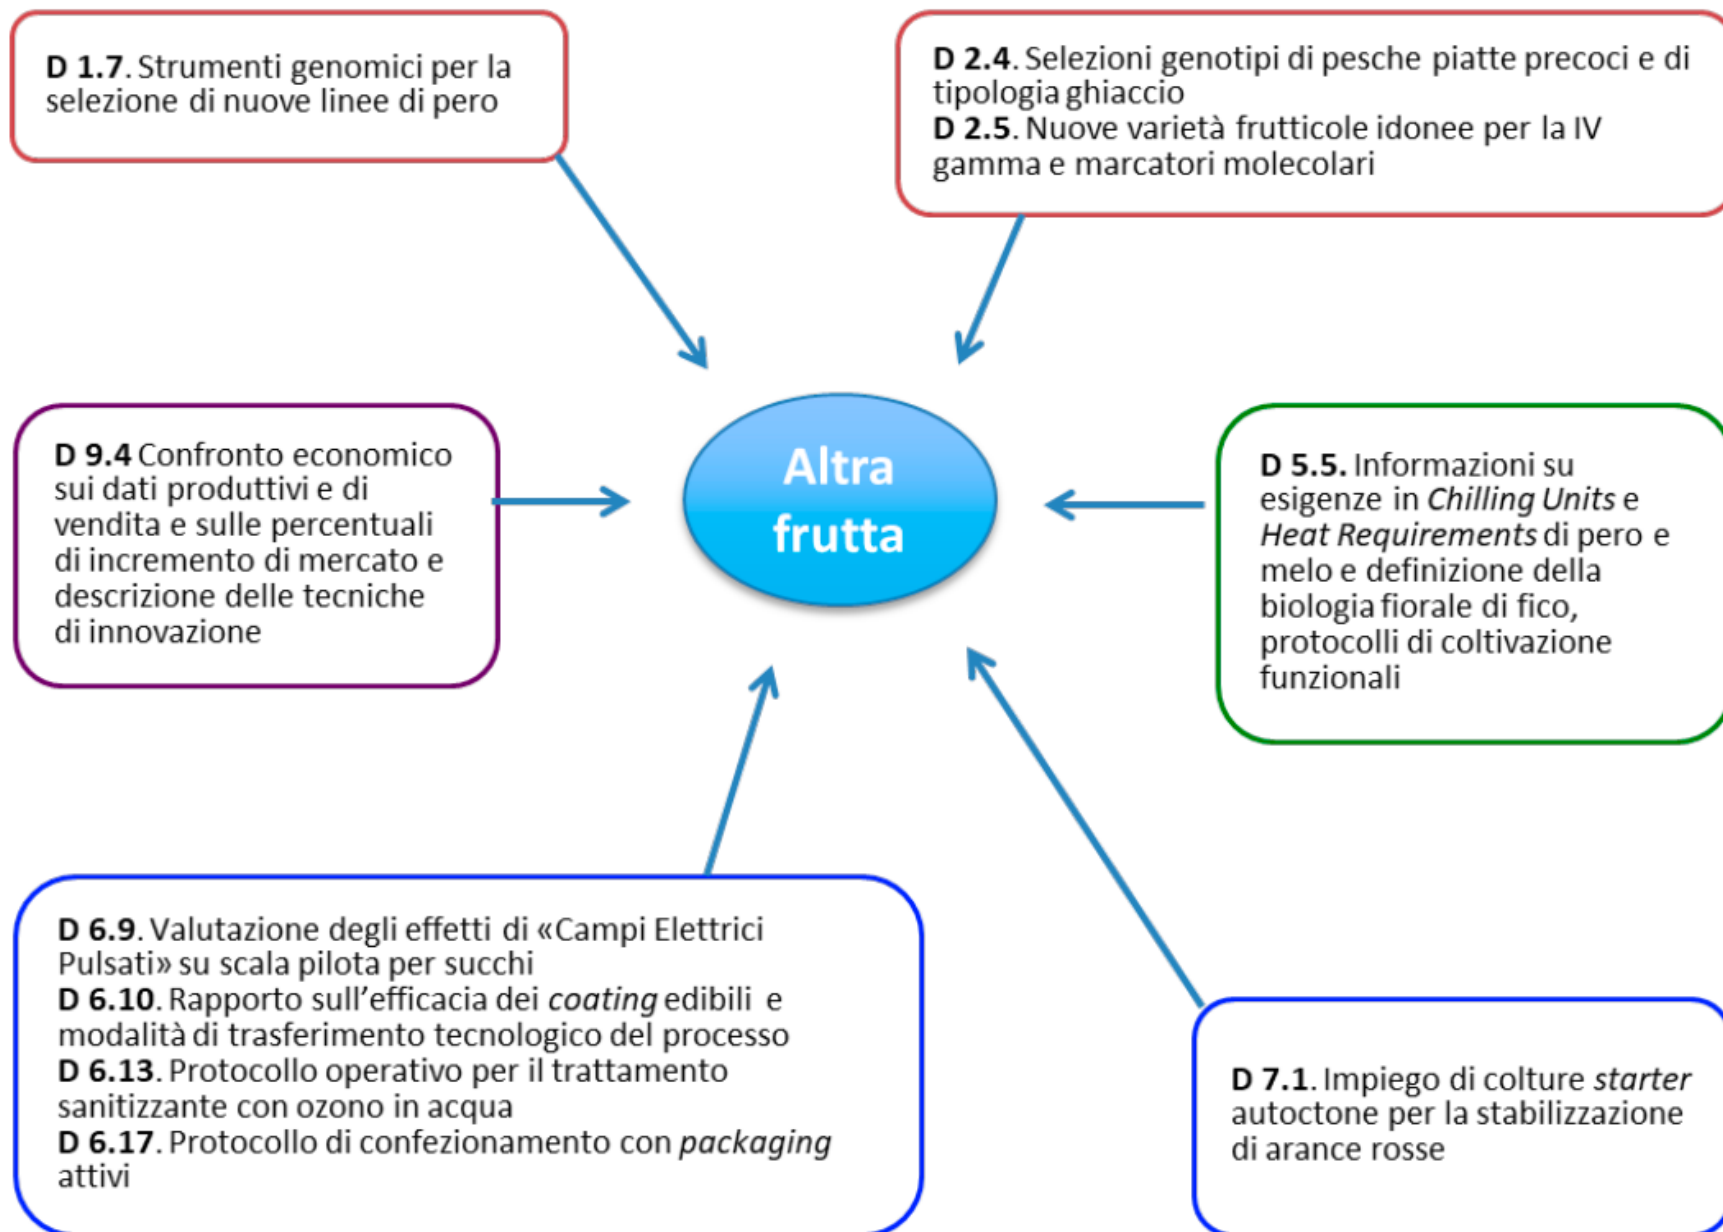 D 1.7. Strumenti genomici per la
selezione di nuove linee di pero
D 2.4. Selezioni genotipi di pesche piatte precoci e di
tipologia ghiaccio
D 2.5. Nuove varietà frutticole idonee per la IV
gamma e marcatori molecolari
D 9.4 Confronto economico
sui dati produttivi e di
vendita e sulle percentuali
di incremento di mercato e
descrizione delle tecniche
di innovazione
Altra
frutta
D 5.5. Informazioni su
esigenze in Chilling Units e
Heat Requirements di pero e
melo e definizione della
biologia fiorale di fico,
protocolli di coltivazione
funzionali
D 6.9. Valutazione degli effetti di «Campi Elettrici
Pulsati» su scala pilota per succhi
D 6.10. Rapporto sull’efficacia dei coating edibili e
modalità di trasferimento tecnologico del processo
D 6.13. Protocollo operativo per il trattamento
sanitizzante con ozono in acqua
D 6.17. Protocollo di confezionamento con packaging
attivi
D 7.1. Impiego di colture starter
autoctone per la stabilizzazione
di arance rosse